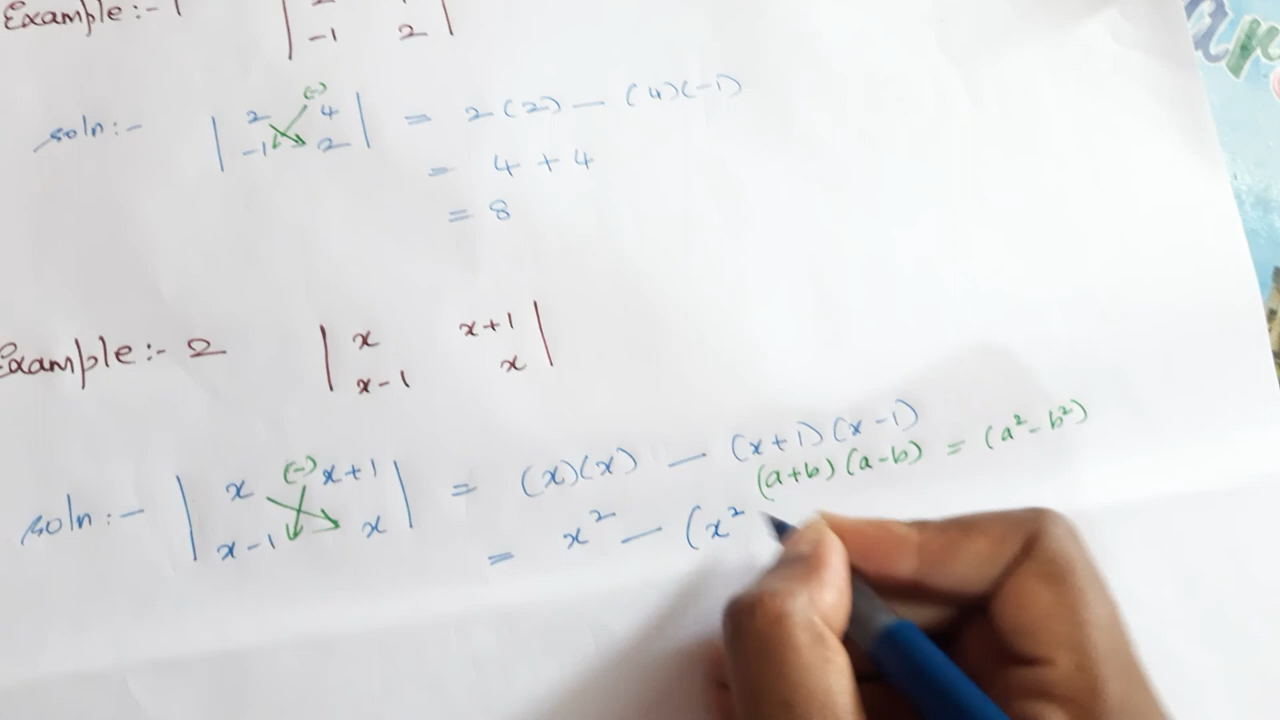 Example:- 1
-1 2
soln:- | 2 (-) 4 | = 2(2) — (4)(-1)
-1 2
= 4 + 4
= 8
Example:- 2 | x x+1 |
x-1 x
soln:- | x (-) x+1 | = (x)(x) — (x+1)(x-1)
x-1 x
(a+b)(a-b) = (a²-b²)
= x² — (x²